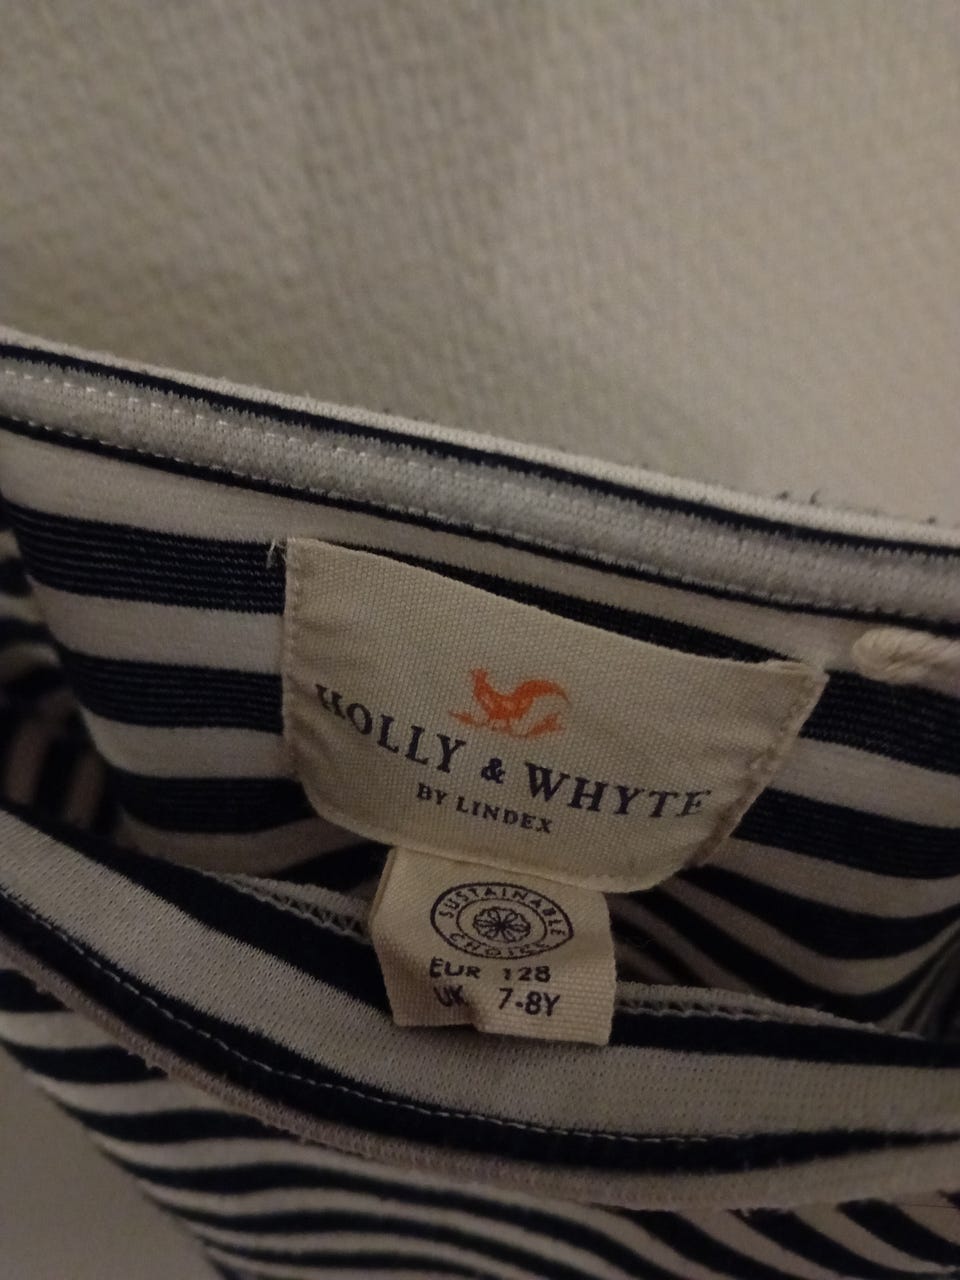 HOLLY & WHYTE
BY LINDEX
SUSTAINABLE
CHOICE
EUR 128
UK 7-8Y